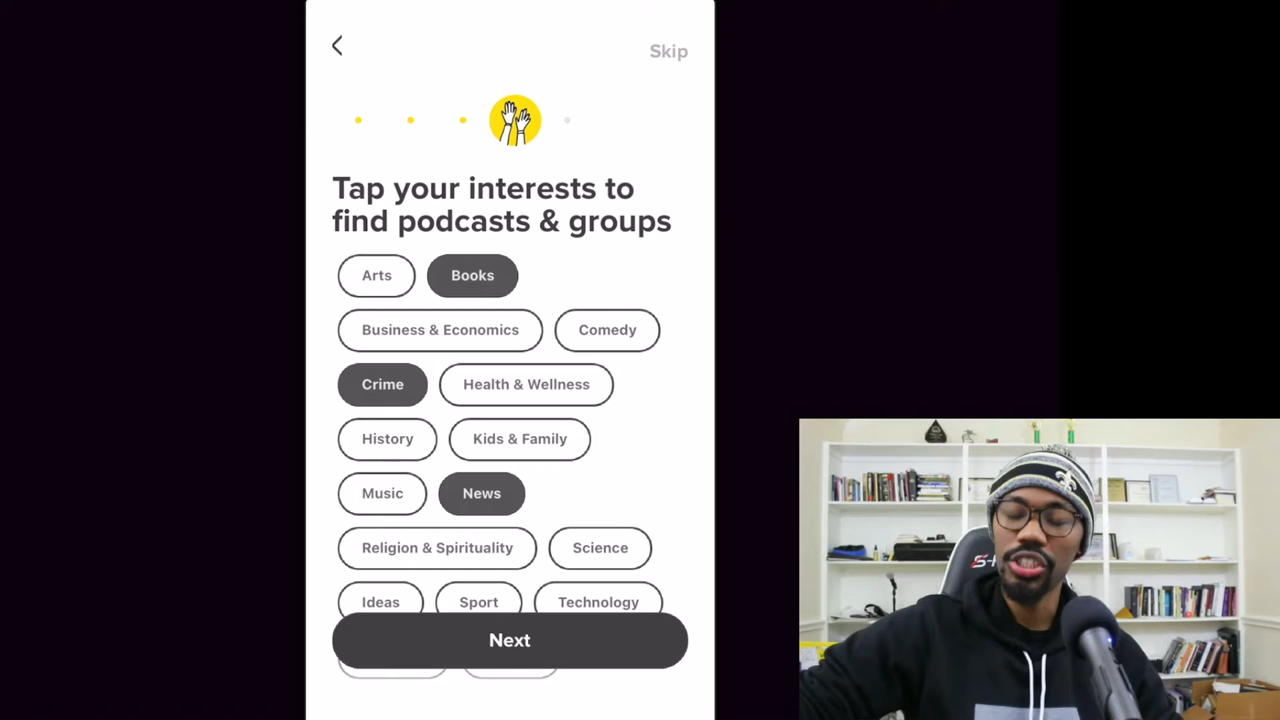 Skip
Tap your interests to
find podcasts & groups
Arts Books
Business & Economics Comedy
Crime Health & Wellness
History Kids & Family
Music News
Religion & Spirituality Science
Ideas Sport Technology
Next